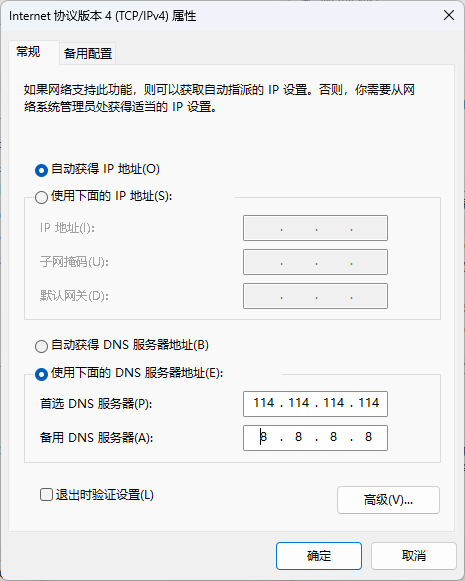 Internet 协议版本 4 (TCP/IPv4) 属性
常规 备用配置
如果网络支持此功能，则可以获取自动指派的 IP 设置。否则，你需要从网
络系统管理员处获得适当的 IP 设置。
自动获得 IP 地址(O)
使用下面的 IP 地址(S):
IP 地址(I): . . .
子网掩码(U): . . .
默认网关(D): . . .
自动获得 DNS 服务器地址(B)
使用下面的 DNS 服务器地址(E):
首选 DNS 服务器(P): 114 . 114 . 114 . 114
备用 DNS 服务器(A): 8 . 8 . 8 . 8
退出时验证设置(L)
高级(V)...
确定 取消